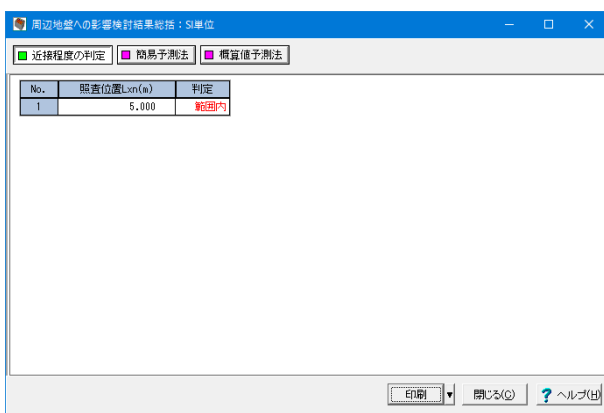 周辺地盤への影響検討結果総括：SI単位
近接程度の判定 簡易予測法 概算値予測法
No. 照査位置Lxn(m) 判定
1 5.000 範囲内
印刷 閉じる(C) ? ヘルプ(H)